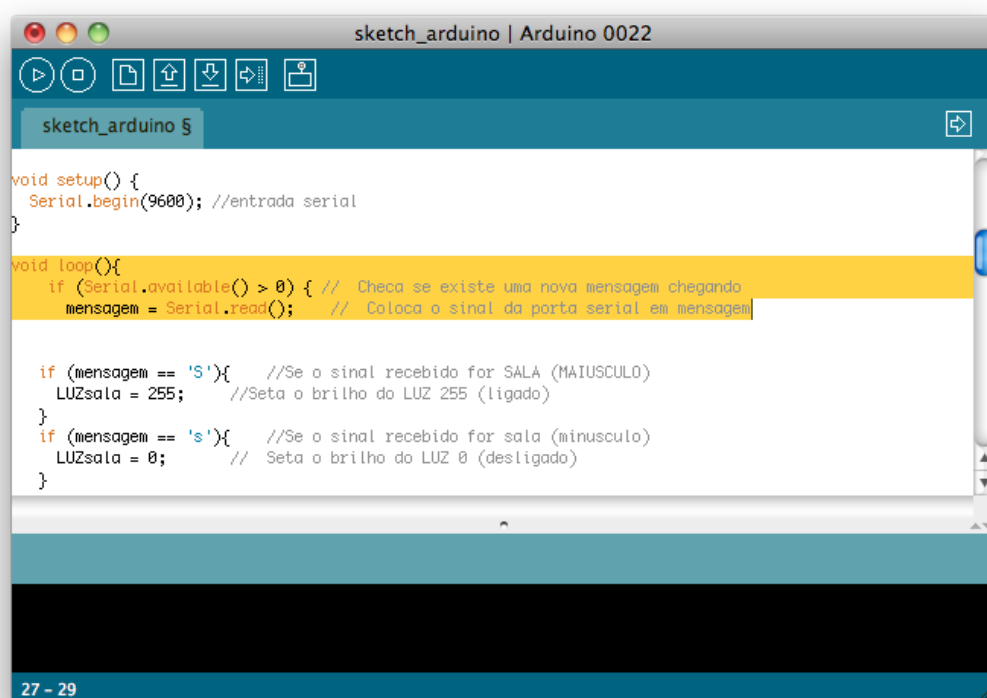 sketch_arduino | Arduino 0022
sketch_arduino §
void setup() {
Serial.begin(9600); //entrada serial
}
void loop(){
if (Serial.available() > 0) { // Checa se existe uma nova mensagem chegando
mensagem = Serial.read(); // Coloca o sinal da porta serial em mensagem
if (mensagem == 'S'){ //Se o sinal recebido for SALA (MAIUSCULO)
LUZsala = 255; //Seta o brilho do LUZ 255 (ligado)
}
if (mensagem == 's'){ //Se o sinal recebido for sala (minusculo)
LUZsala = 0; // Seta o brilho do LUZ 0 (desligado)
}
27 - 29